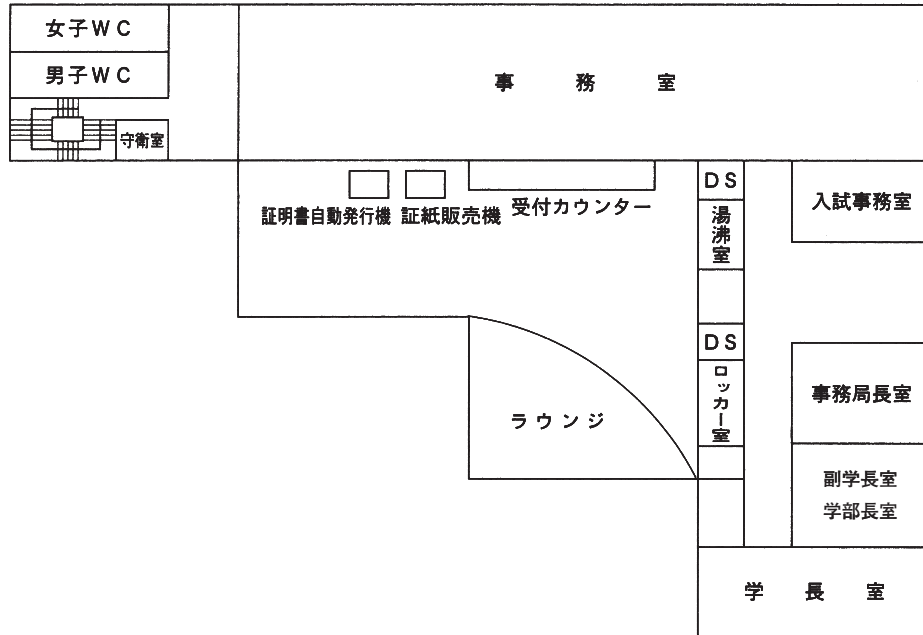 女子WC
男子WC
守衛室
事務室
証明書自動発行機
証紙販売機
受付カウンター
DS
湯沸室
入試事務室
DS
ロッカー室
事務局長室
ラウンジ
副学長室
学部長室
学長室